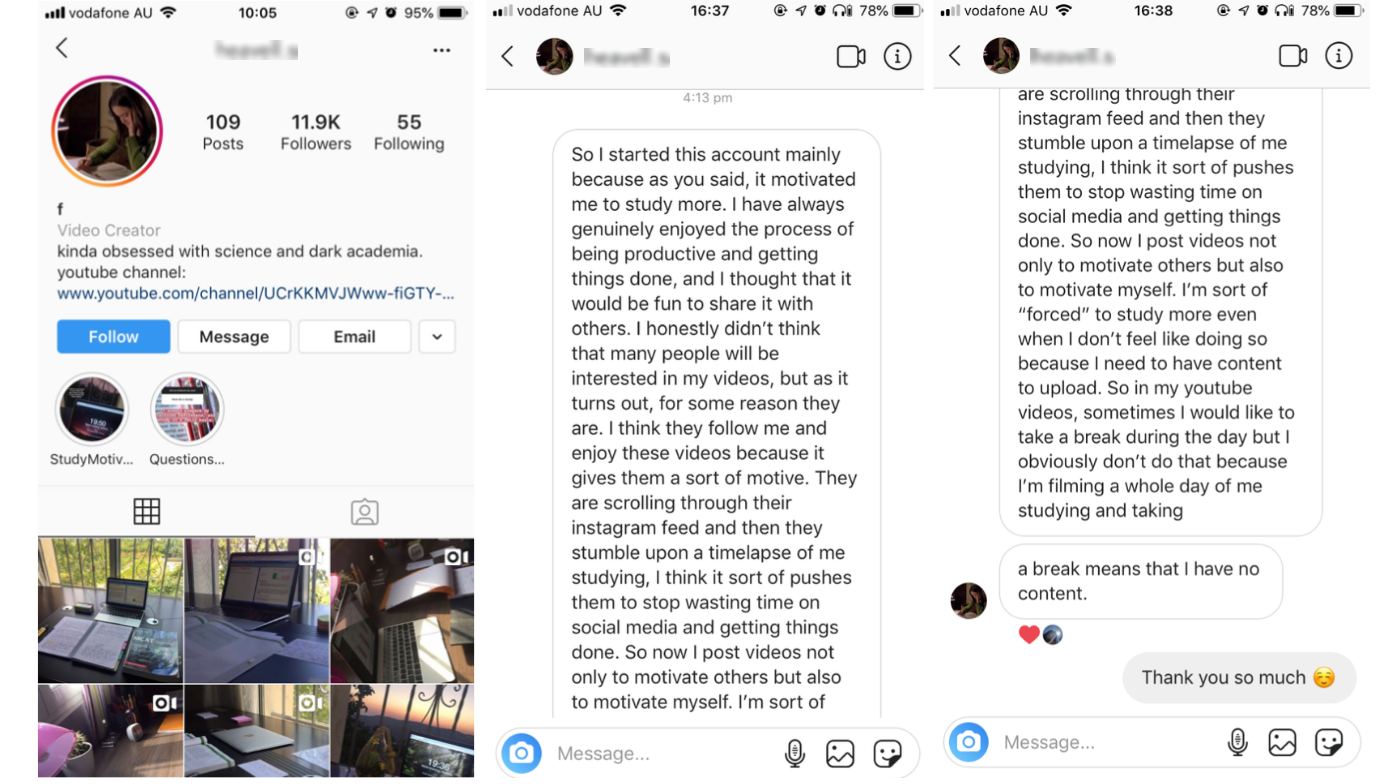 vodafone AU 10:05 95%
109 11.9K 55
Posts Followers Following
f
Video Creator
kinda obsessed with science and dark academia.
youtube channel:
www.youtube.com/channel/UCrKKMVJWww-fiGTY-...
Follow Message Email
StudyMotiv... Questions...
vodafone AU 16:37 78%
4:13 pm
So I started this account mainly
because as you said, it motivated
me to study more. I have always
genuinely enjoyed the process of
being productive and getting
things done, and I thought that it
would be fun to share it with
others. I honestly didn't think
that many people will be
interested in my videos, but as it
turns out, for some reason they
are. I think they follow me and
enjoy these videos because it
gives them a sort of motive. They
are scrolling through their
instagram feed and then they
stumble upon a timelapse of me
studying, I think it sort of pushes
them to stop wasting time on
social media and getting things
done. So now I post videos not
only to motivate others but also
to motivate myself. I'm sort of
Message...
vodafone AU 16:38 78%
are scrolling through their
instagram feed and then they
stumble upon a timelapse of me
studying, I think it sort of pushes
them to stop wasting time on
social media and getting things
done. So now I post videos not
only to motivate others but also
to motivate myself. I'm sort of
“forced” to study more even
when I don't feel like doing so
because I need to have content
to upload. So in my youtube
videos, sometimes I would like to
take a break during the day but I
obviously don't do that because
I'm filming a whole day of me
studying and taking
a break means that I have no
content.
Thank you so much ☺️
Message...